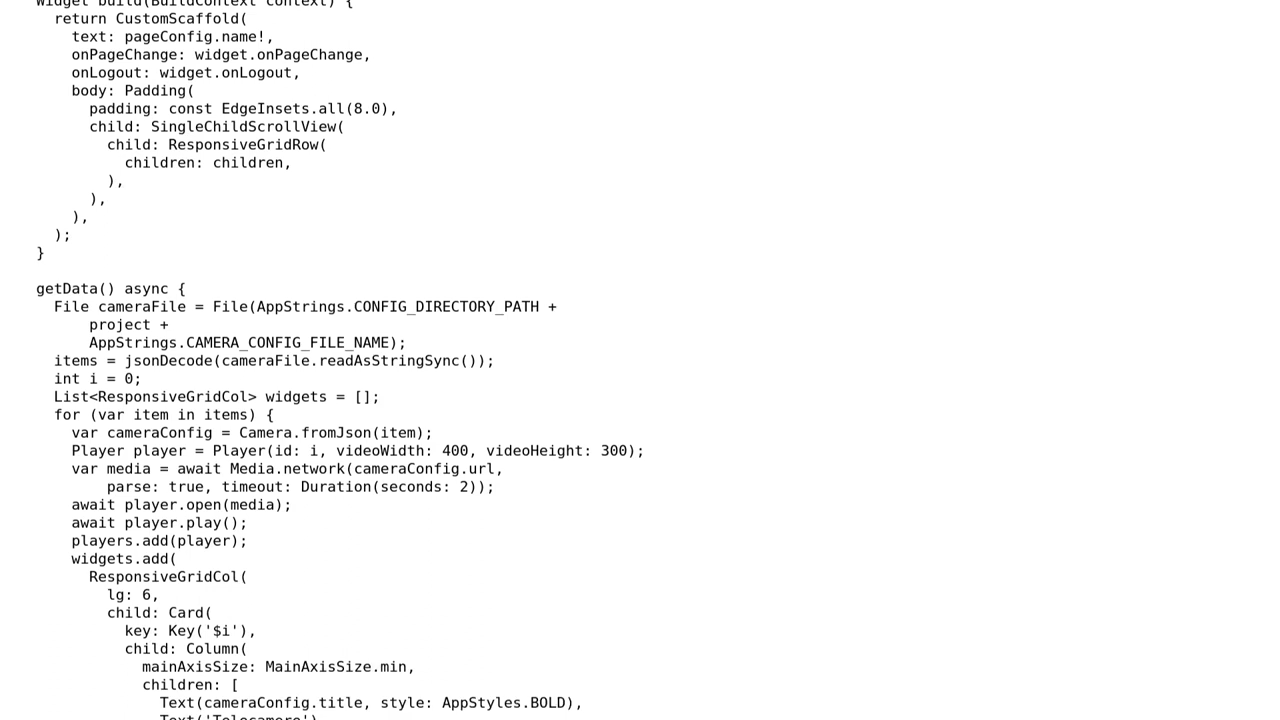 Widget build(BuildContext context) {
return CustomScaffold(
text: pageConfig.name!,
onPageChange: widget.onPageChange,
onLogout: widget.onLogout,
body: Padding(
padding: const EdgeInsets.all(8.0),
child: SingleChildScrollView(
child: ResponsiveGridRow(
children: children,
),
),
),
);
}
getData() async {
File cameraFile = File(AppStrings.CONFIG_DIRECTORY_PATH +
project +
AppStrings.CAMERA_CONFIG_FILE_NAME);
items = jsonDecode(cameraFile.readAsStringSync());
int i = 0;
List<ResponsiveGridCol> widgets = [];
for (var item in items) {
var cameraConfig = Camera.fromJson(item);
Player player = Player(id: i, videoWidth: 400, videoHeight: 300);
var media = await Media.network(cameraConfig.url,
parse: true, timeout: Duration(seconds: 2));
await player.open(media);
await player.play();
players.add(player);
widgets.add(
ResponsiveGridCol(
lg: 6,
child: Card(
key: Key('$i'),
child: Column(
mainAxisSize: MainAxisSize.min,
children: [
Text(cameraConfig.title, style: AppStyles.BOLD),